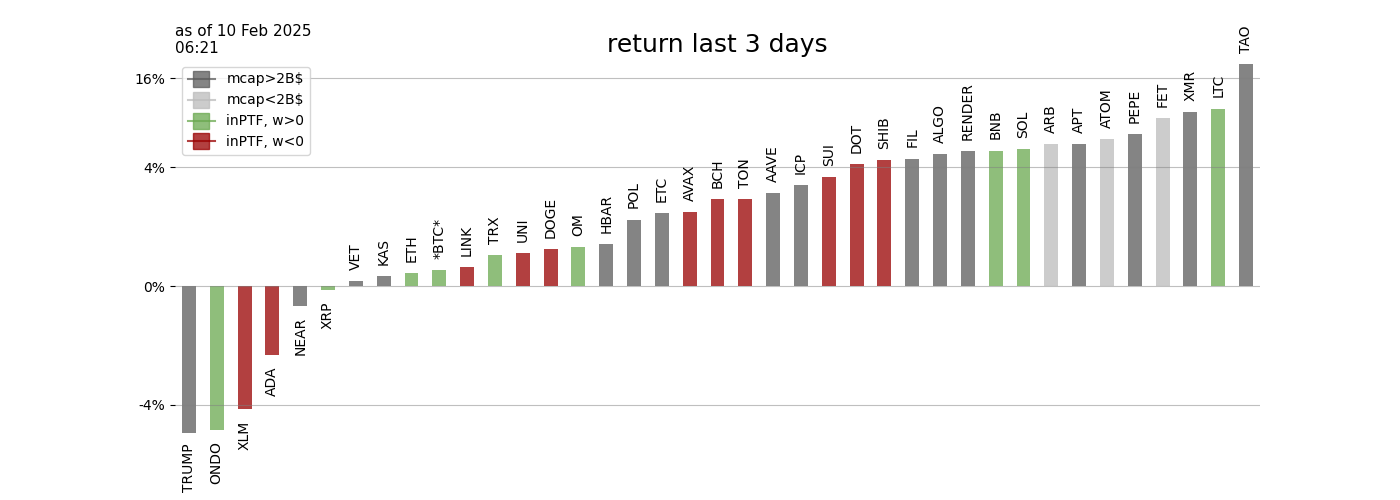 as of 10 Feb 2025
06:21
return last 3 days
mcap>2B$
mcap<2B$
inPTF, w>0
inPTF, w<0
16%
4%
0%
-4%
TRUMP
ONDO
XLM
ADA
NEAR
XRP
VET
KAS
ETH
*BTC*
LINK
TRX
UNI
DOGE
OM
HBAR
POL
ETC
AVAX
BCH
TON
AAVE
ICP
SUI
DOT
SHIB
FIL
ALGO
RENDER
BNB
SOL
ARB
APT
ATOM
PEPE
FET
XMR
LTC
TAO